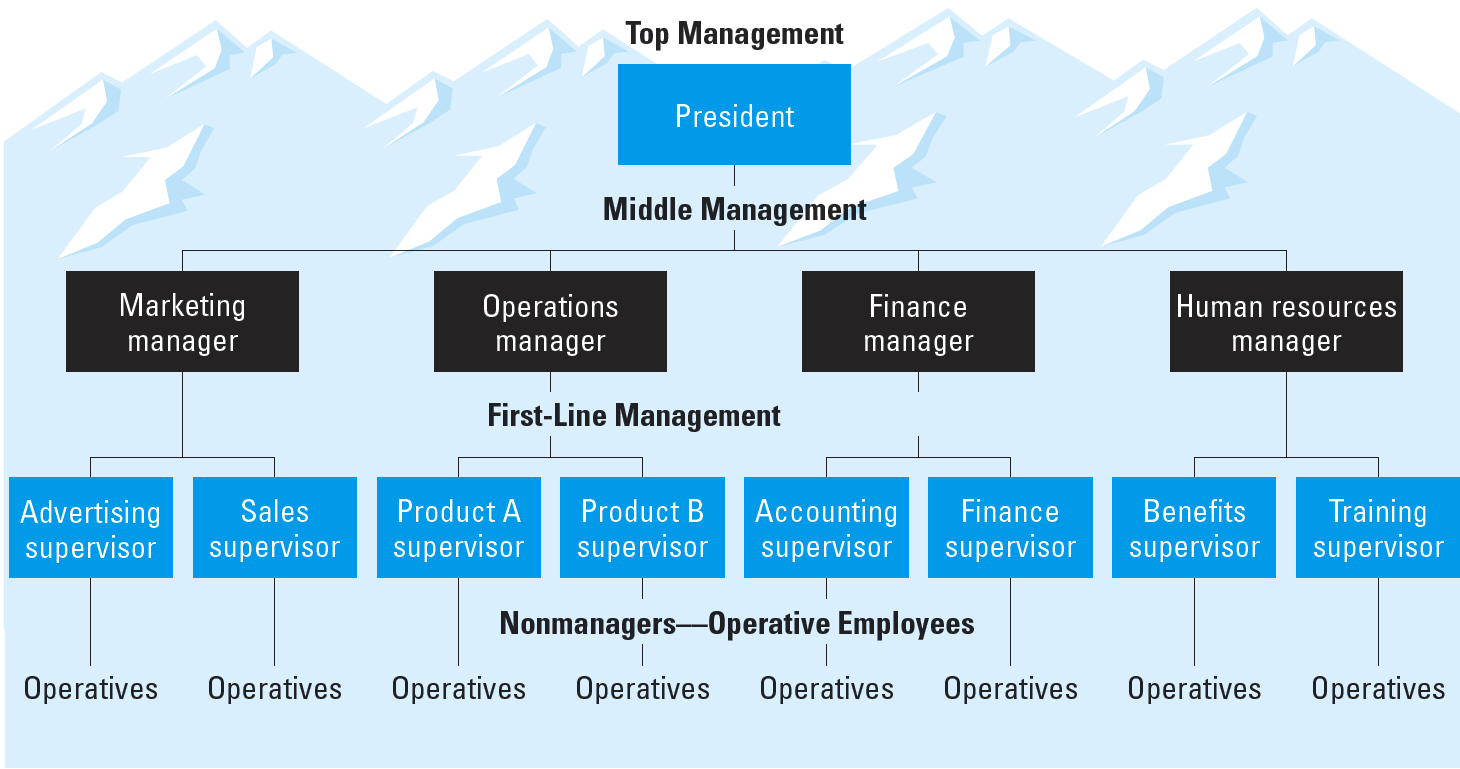 Top Management
President
Middle Management
Marketing
manager
Operations
manager
Finance
manager
Human resources
manager
First-Line Management
Advertising
supervisor
Sales
supervisor
Product A
supervisor
Product B
supervisor
Accounting
supervisor
Finance
supervisor
Benefits
supervisor
Training
supervisor
Nonmanagers—Operative Employees
Operatives
Operatives
Operatives
Operatives
Operatives
Operatives
Operatives
Operatives